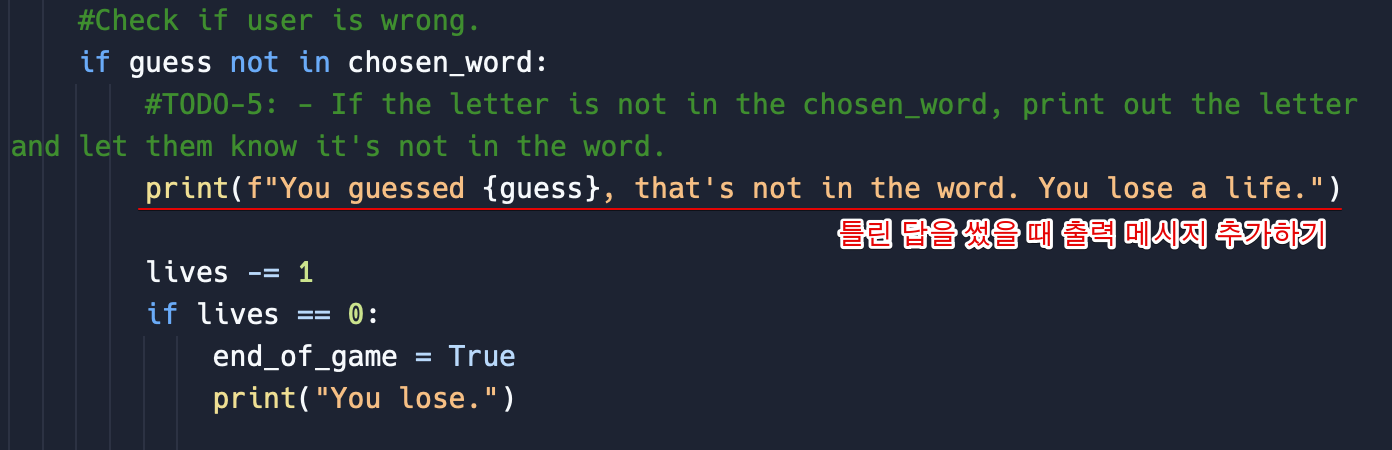 #Check if user is wrong.
if guess not in chosen_word:
#TODO-5: - If the letter is not in the chosen_word, print out the letter
and let them know it's not in the word.
print(f"You guessed {guess}, that's not in the word. You lose a life.")
틀린 답을 썼을 때 출력 메시지 추가하기
lives -= 1
if lives == 0:
end_of_game = True
print("You lose.")